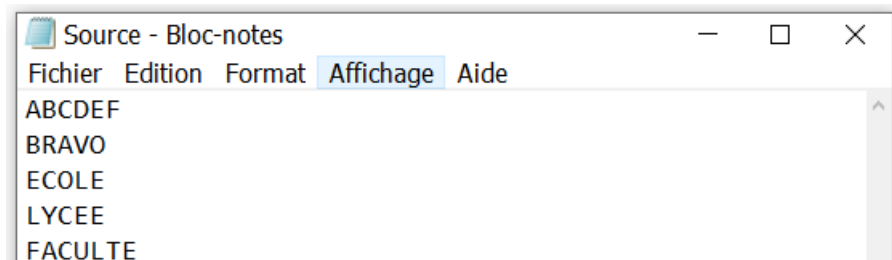 Source - Bloc-notes
Fichier Edition Format Affichage Aide
ABCDEF
BRAVO
ECOLE
LYCEE
FACULTE